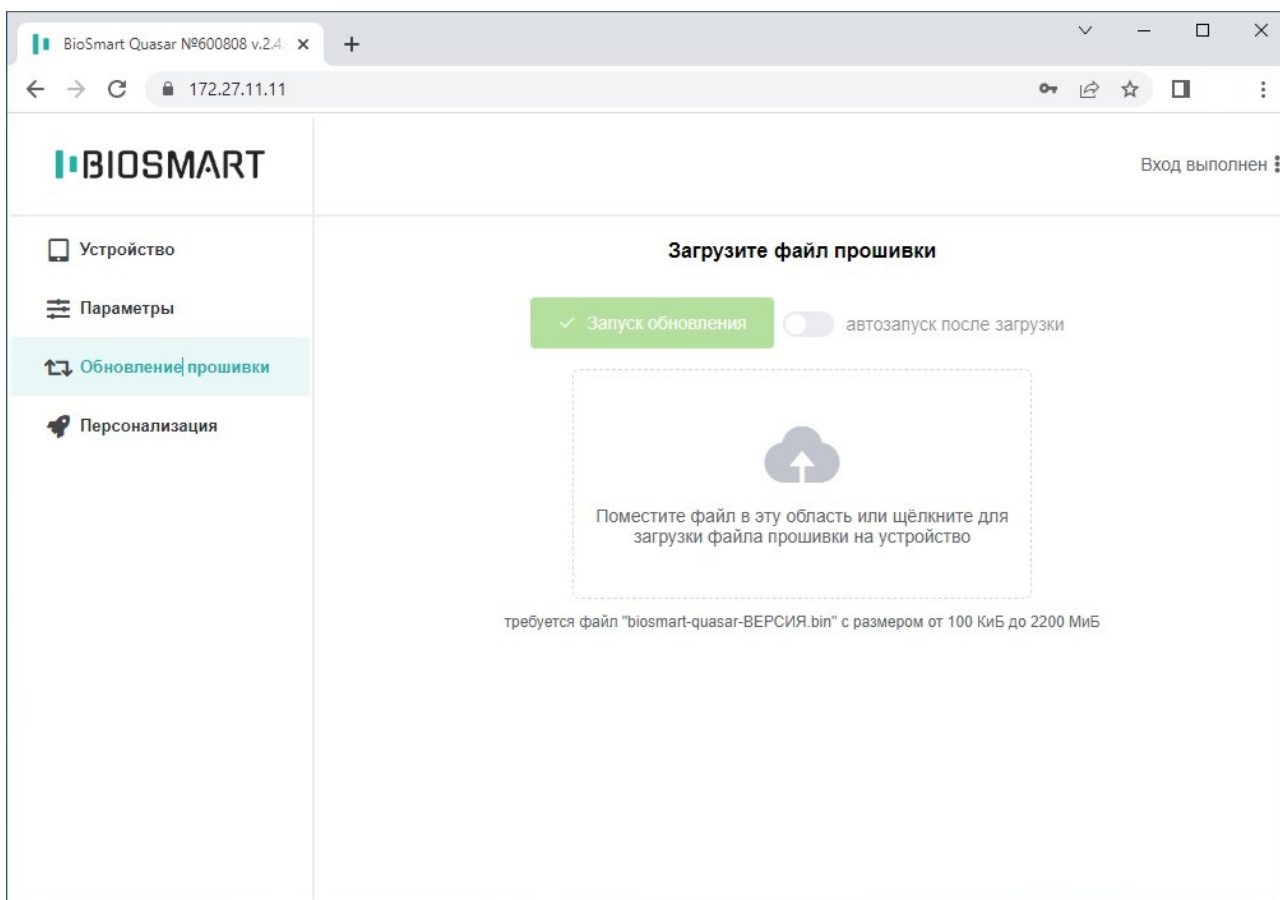 BioSmart Quasar №600808 v.2.4.
172.27.11.11
BIOSMART
Вход выполнен
Устройство
Параметры
Обновление прошивки
Персонализация
Загрузите файл прошивки
Запуск обновления
автозапуск после загрузки
Поместите файл в эту область или щёлкните для
загрузки файла прошивки на устройство
требуется файл "biosmart-quasar-ВЕРСИЯ.bin" с размером от 100 КиБ до 2200 МиБ